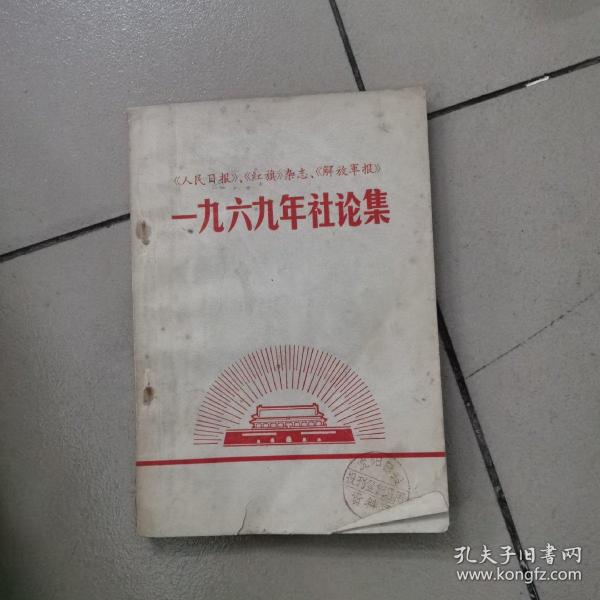 《人民日报》、《红旗》杂志、《解放军报》
一九六九年社论集
孔夫子旧书网
www.kongfz.com